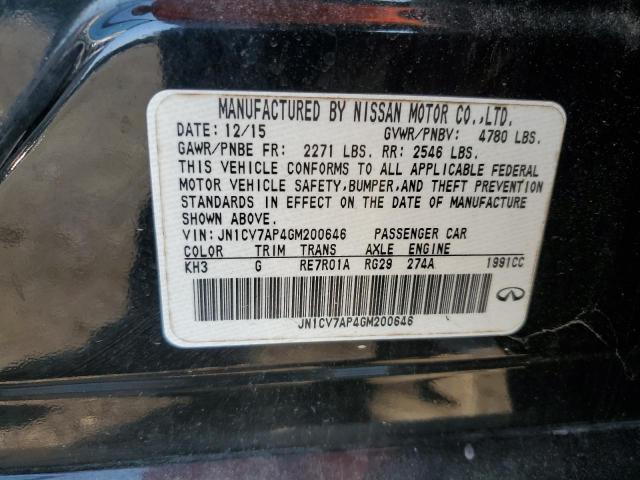 MANUFACTURED BY NISSAN MOTOR CO.,LTD.
DATE: 12/15 GVWR/PNBV: 4780 LBS.
GAWR/PNBE FR: 2271 LBS. RR: 2546 LBS.
THIS VEHICLE CONFORMS TO ALL APPLICABLE FEDERAL
MOTOR VEHICLE SAFETY,BUMPER,AND THEFT PREVENTION
STANDARDS IN EFFECT ON THE DATE OF MANUFACTURE
SHOWN ABOVE.
VIN: JN1CV7AP4GM200646 PASSENGER CAR
COLOR TRIM TRANS AXLE ENGINE
KH3 G RE7R01A RG29 274A 1991CC
JN1CV7AP4GM200646